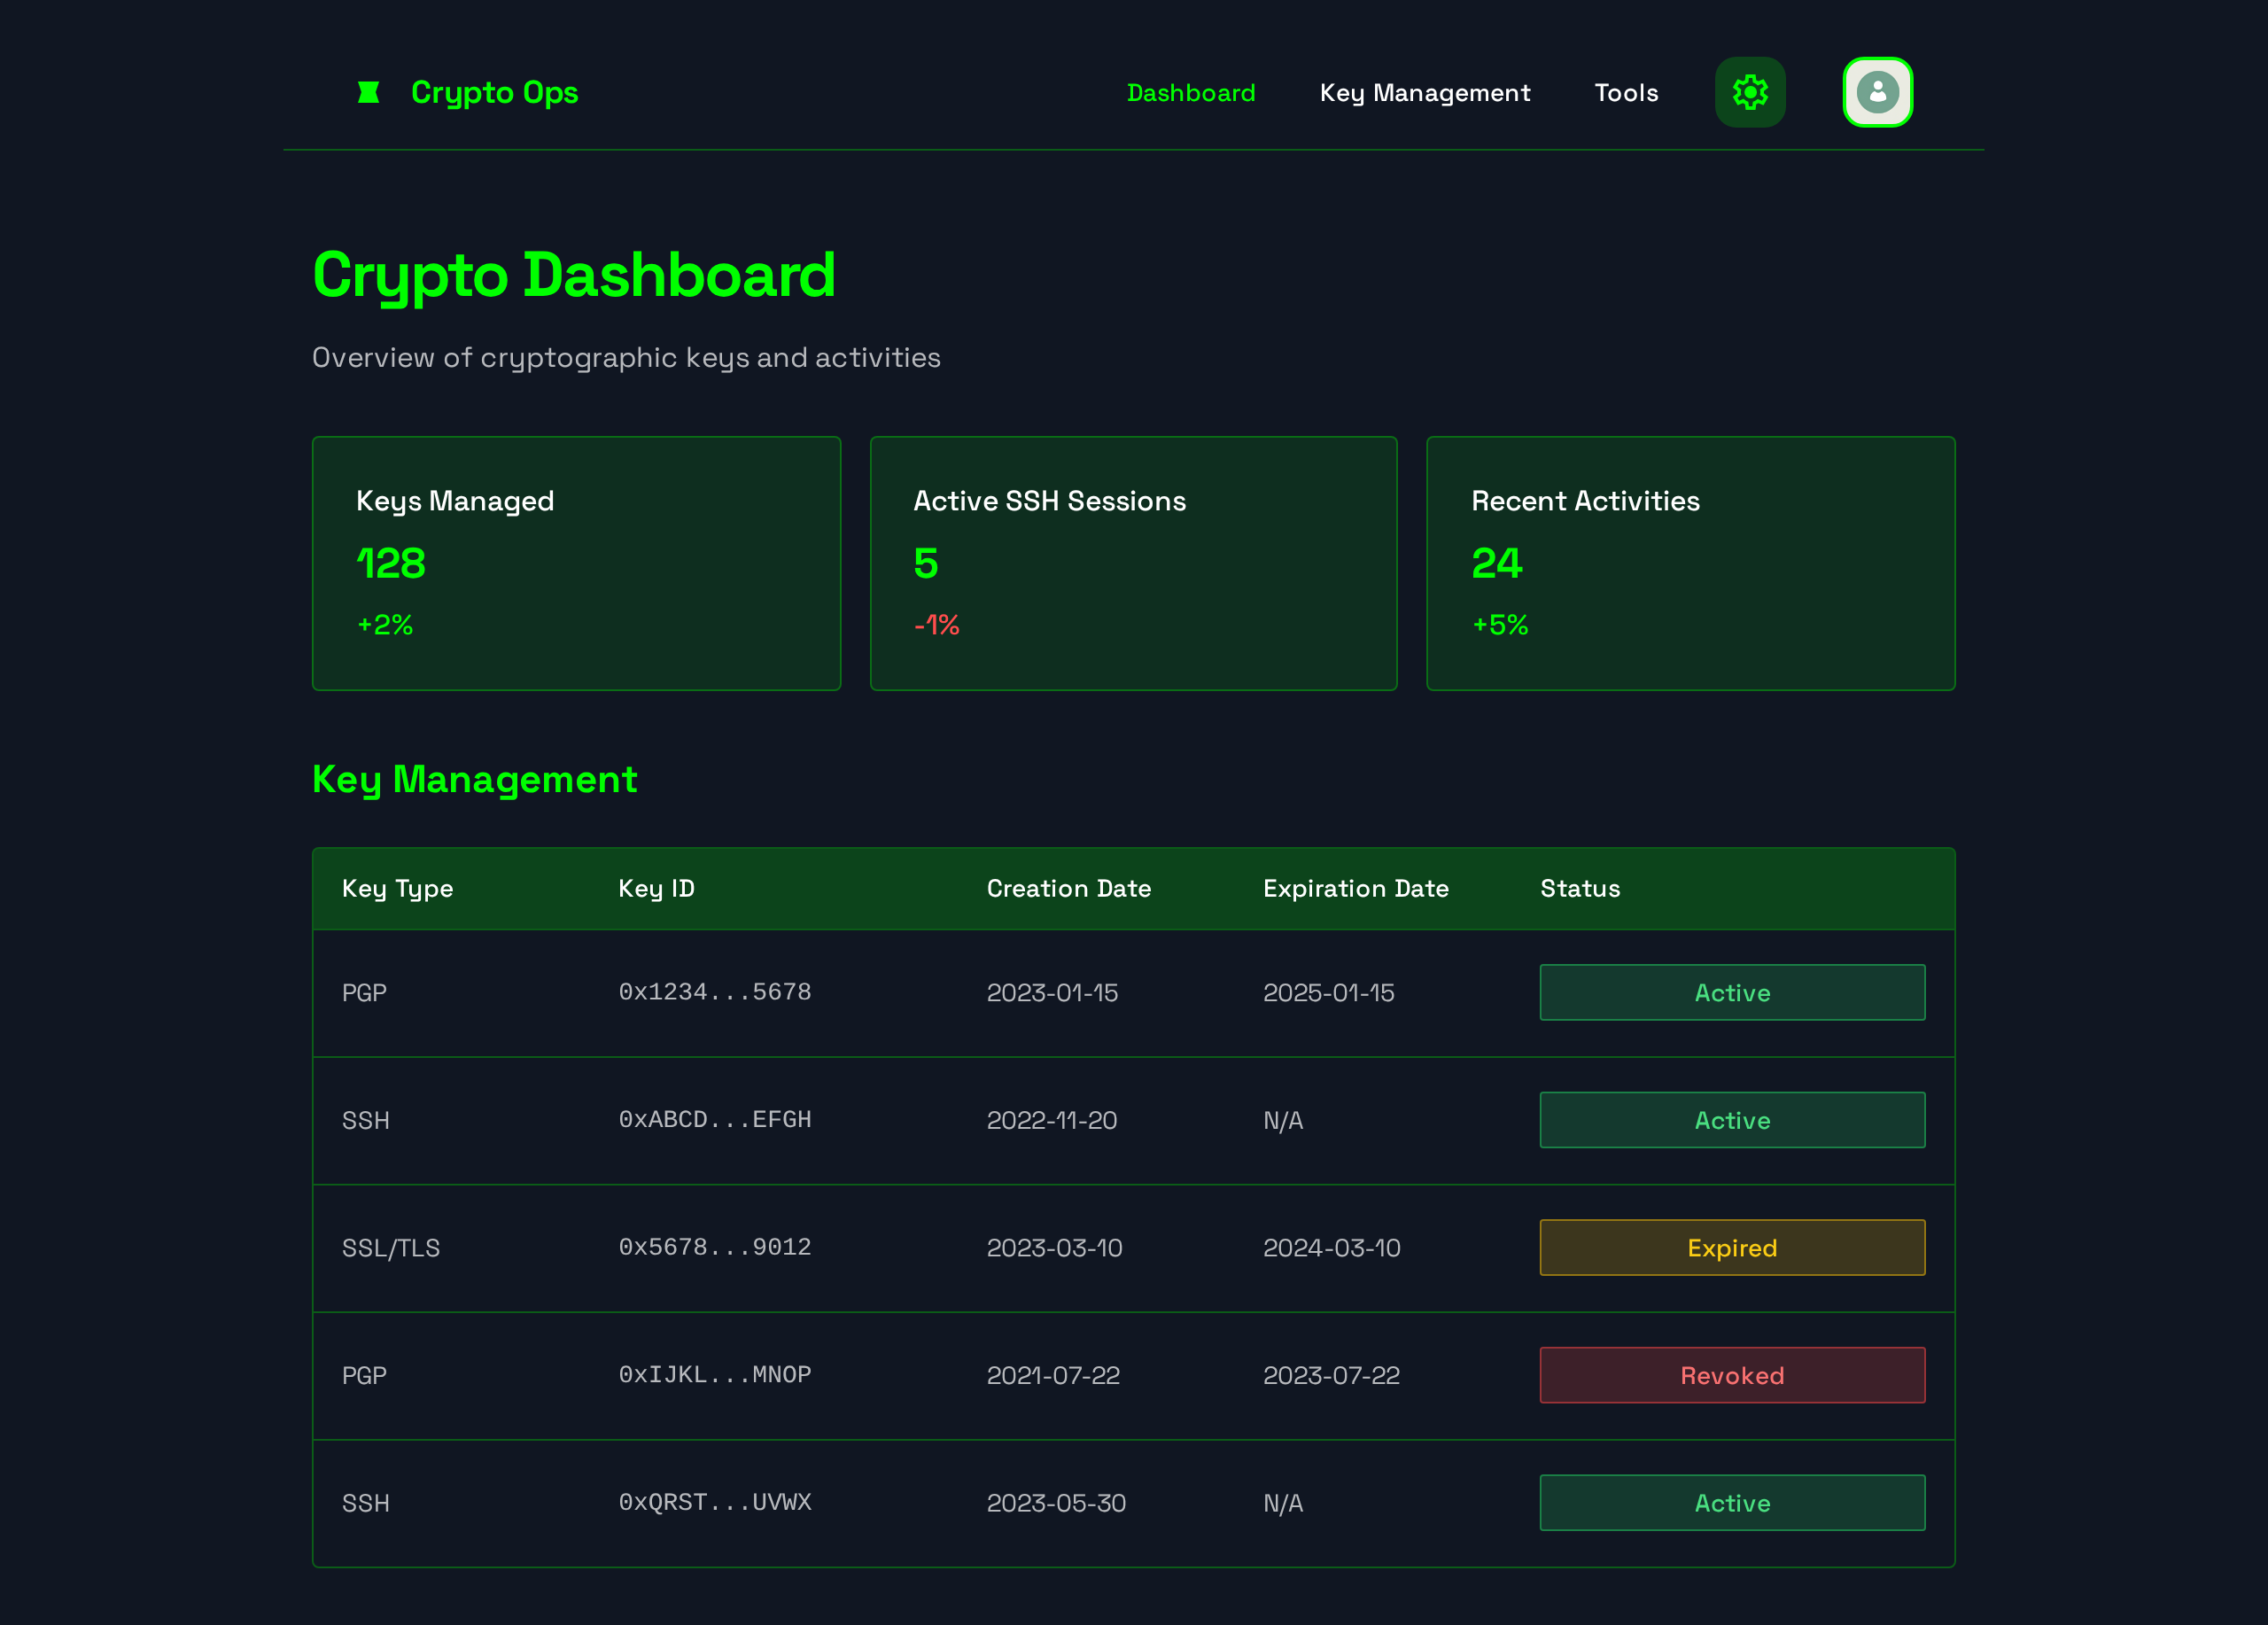 Crypto Ops
Dashboard Key Management Tools
Crypto Dashboard
Overview of cryptographic keys and activities
Keys Managed
128
+2%
Active SSH Sessions
5
-1%
Recent Activities
24
+5%
Key Management
Key Type Key ID Creation Date Expiration Date Status
PGP 0x1234...5678 2023-01-15 2025-01-15 Active
SSH 0xABCD...EFGH 2022-11-20 N/A Active
SSL/TLS 0x5678...9012 2023-03-10 2024-03-10 Expired
PGP 0xIJKL...MNOP 2021-07-22 2023-07-22 Revoked
SSH 0xQRST...UVWX 2023-05-30 N/A Active